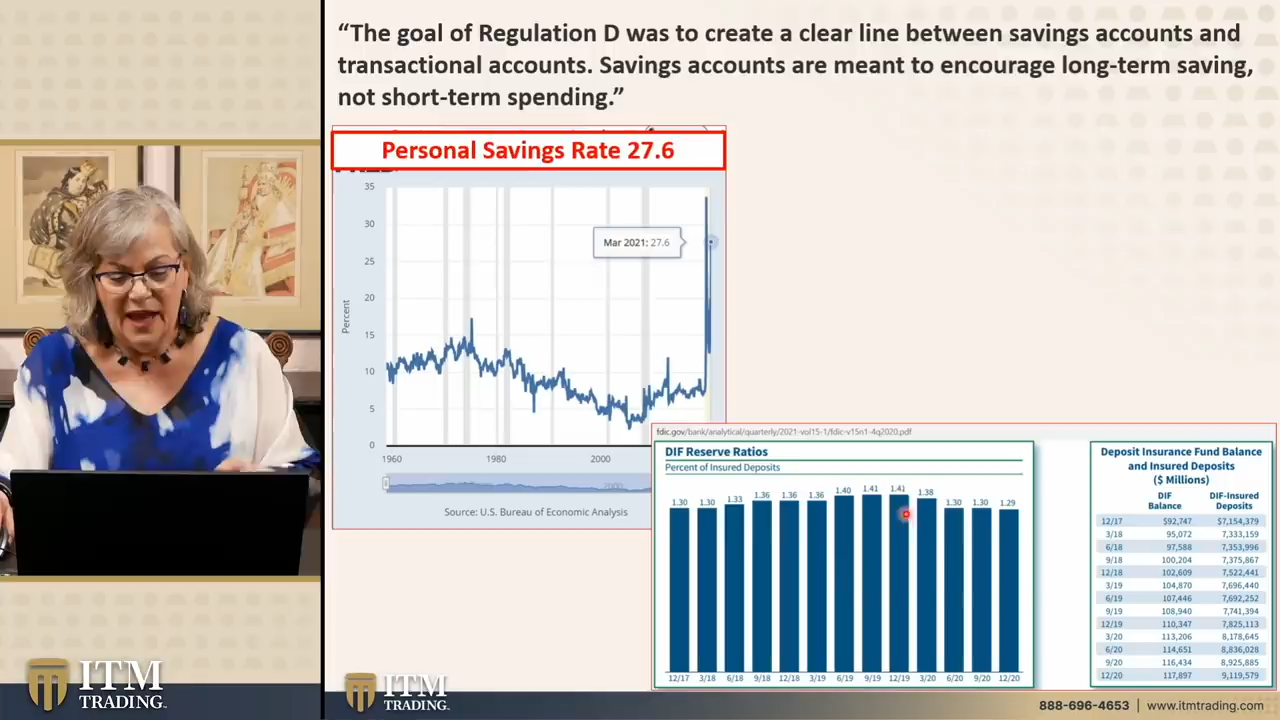 “The goal of Regulation D was to create a clear line between savings accounts and
transactional accounts. Savings accounts are meant to encourage long-term saving,
not short-term spending.”
Personal Savings Rate 27.6
35
30
25
20
15
10
5
0
Percent
Mar 2021: 27.6
1960
1980
2000
2000
Source: U.S. Bureau of Economic Analysis
fdic.gov/bank/analytical/quarterly/2021-vol15-1/fdic-v15n1-4q2020.pdf
DIF Reserve Ratios
Percent of Insured Deposits
1.30 1.30 1.33 1.36 1.36 1.36 1.40 1.41 1.41 1.38 1.30 1.30 1.29
12/17 3/18 6/18 9/18 12/18 3/19 6/19 9/19 12/19 3/20 6/20 9/20 12/20
Deposit Insurance Fund Balance
and Insured Deposits
($ Millions)
DIF DIF-Insured
Balance Deposits
12/17 $92,747 $7,154,379
3/18 95,072 7,333,159
6/18 97,588 7,353,996
9/18 100,204 7,375,867
12/18 102,609 7,522,441
3/19 104,870 7,696,440
6/19 107,446 7,692,252
9/19 108,940 7,741,394
12/19 110,347 7,825,113
3/20 113,206 8,178,645
6/20 114,651 8,836,028
9/20 116,434 8,925,885
12/20 117,897 9,119,579
ITM
TRADING
ITM
TRADING
888-696-4653 | www.itmtrading.com